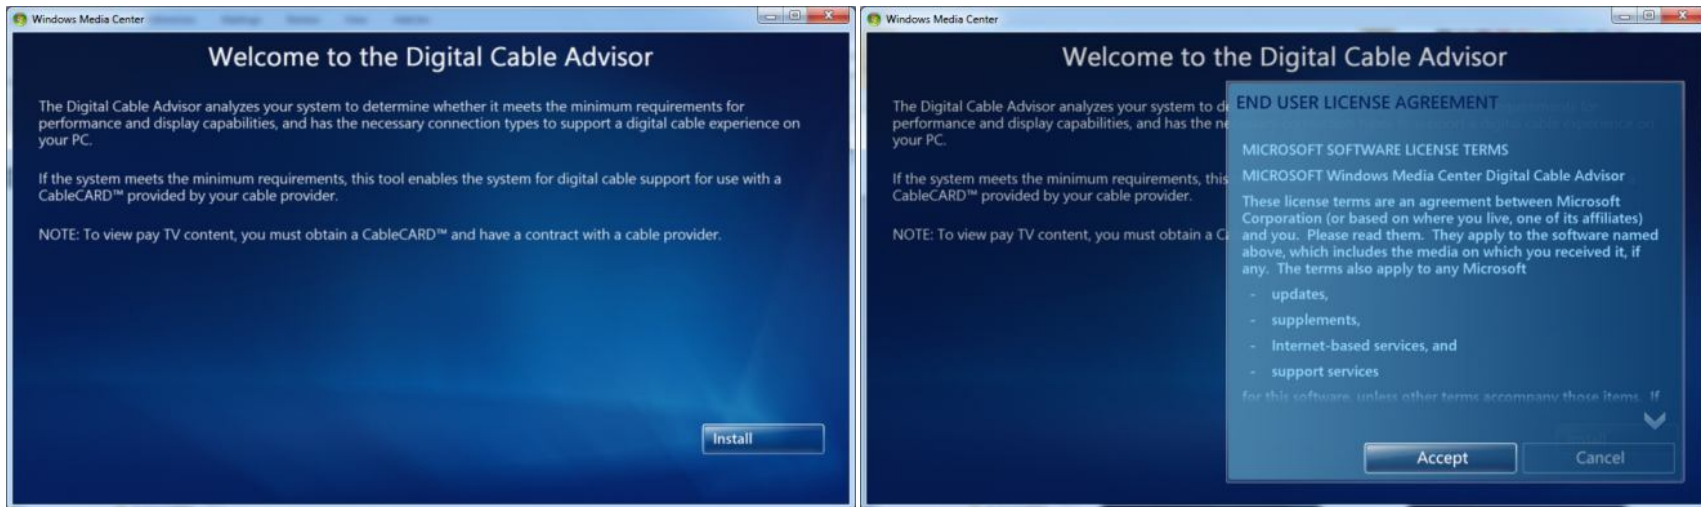 Windows Media Center
Welcome to the Digital Cable Advisor
The Digital Cable Advisor analyzes your system to determine whether it meets the minimum requirements for
performance and display capabilities, and has the necessary connection types to support a digital cable experience on
your PC.
If the system meets the minimum requirements, this tool enables the system for digital cable support for use with a
CableCARD™ provided by your cable provider.
NOTE: To view pay TV content, you must obtain a CableCARD™ and have a contract with a cable provider.
Install
Windows Media Center
Welcome to the Digital Cable Advisor
The Digital Cable Advisor analyzes your system to
performance and display capabilities, and has the
your PC.
If the system meets the minimum requirements, this
CableCARD™ provided by your cable provider.
NOTE: To view pay TV content, you must obtain a
END USER LICENSE AGREEMENT
MICROSOFT SOFTWARE LICENSE TERMS
MICROSOFT Windows Media Center Digital Cable Advisor
These license terms are an agreement between Microsoft
Corporation (or based on where you live, one of its affiliates)
and you. Please read them. They apply to the software named
above, which includes the media on which you received it, if
any. The terms also apply to any Microsoft
- updates,
- supplements,
- Internet-based services, and
- support services
for this software, unless other terms accompany those items. If
Accept
Cancel